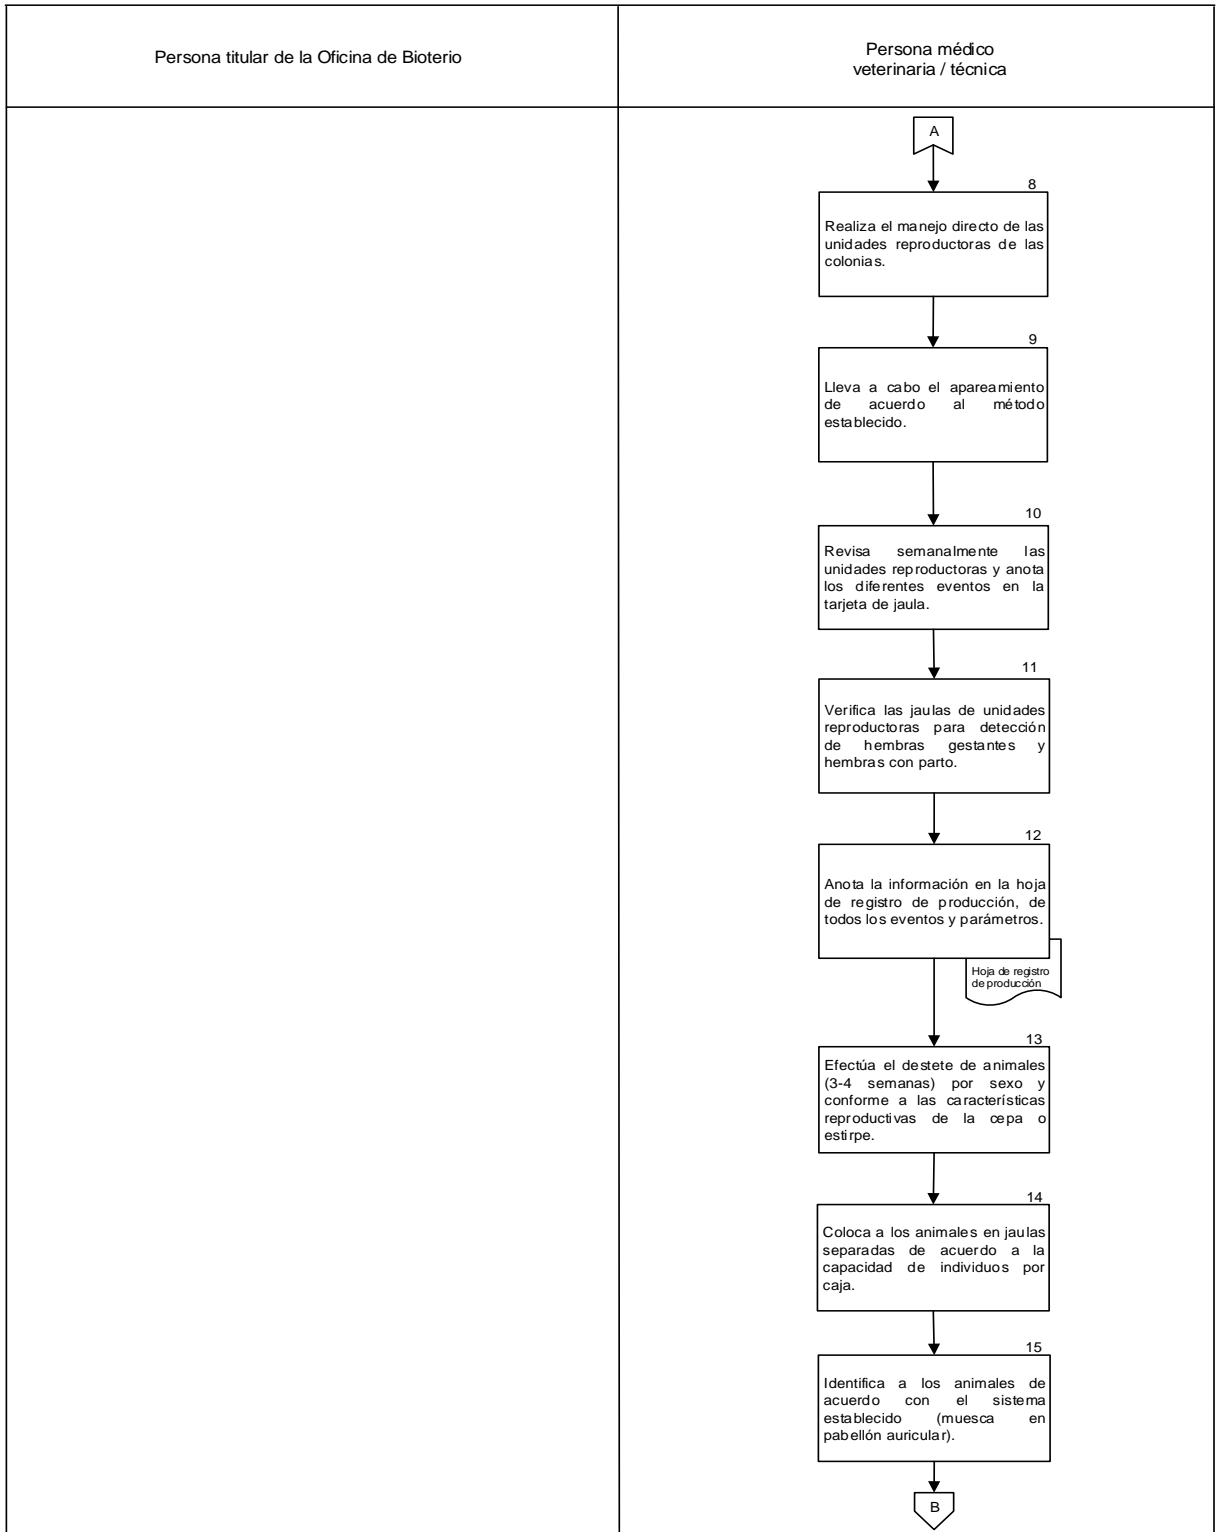 Persona titular de la Oficina de Bioterio
Persona médico
veterinaria / técnica
A
8
Realiza el manejo directo de las
unidades reproductoras de las
colonias.
9
Lleva a cabo el apareamiento
de acuerdo al método
establecido.
10
Revisa semanalmente las
unidades reproductoras y anota
los diferentes eventos en la
tarjeta de jaula.
11
Verifica las jaulas de unidades
reproductoras para detección
de hembras gestantes y
hembras con parto.
12
Anota la información en la hoja
de registro de producción, de
todos los eventos y parámetros.
Hoja de registro
de producción
13
Efectúa el destete de animales
(3-4 semanas) por sexo y
conforme a las características
reproductivas de la cepa o
estirpe.
14
Coloca a los animales en jaulas
separadas de acuerdo a la
capacidad de individuos por
caja.
15
Identifica a los animales de
acuerdo con el sistema
establecido (muesca en
pabellón auricular).
B